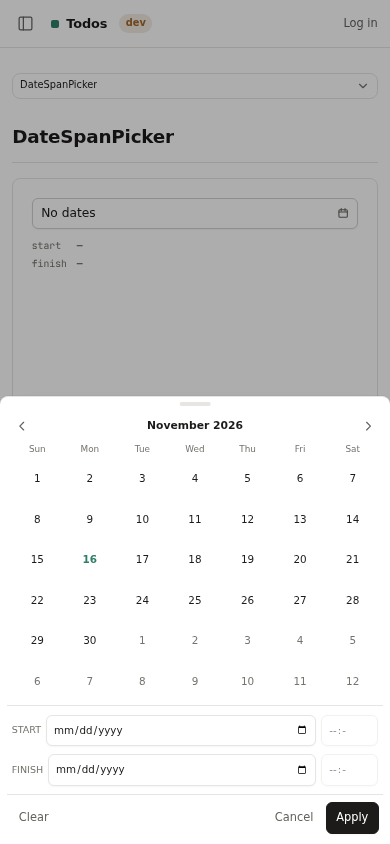 Todos dev Log in
DateSpanPicker
DateSpanPicker
No dates
start –
finish –
November 2026
Sun Mon Tue Wed Thu Fri Sat
1 2 3 4 5 6 7
8 9 10 11 12 13 14
15 16 17 18 19 20 21
22 23 24 25 26 27 28
29 30 1 2 3 4 5
6 7 8 9 10 11 12
START mm/dd/yyyy --:-
FINISH mm/dd/yyyy --:-
Clear Cancel Apply